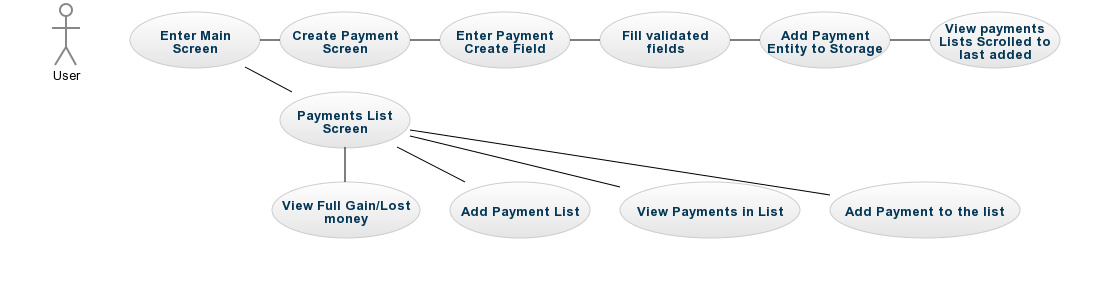 User
Enter Main
Screen
Create Payment
Screen
Enter Payment
Create Field
Fill validated
fields
Add Payment
Entity to Storage
View payments
Lists Scrolled to
last added
Payments List
Screen
View Full Gain/Lost
money
Add Payment List
View Payments in List
Add Payment to the list